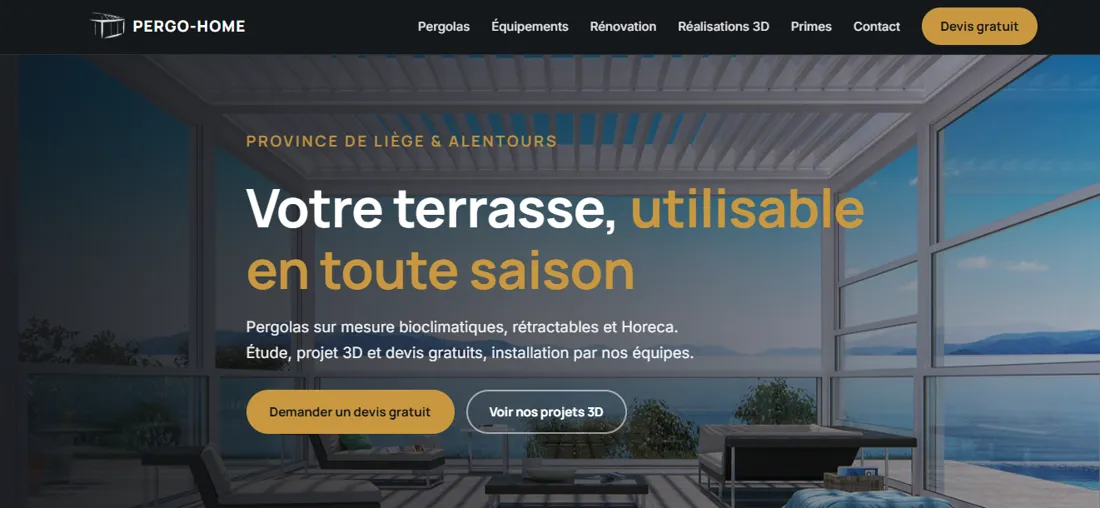 PERGO-HOME
Pergolas Équipements Rénovation Réalisations 3D Primes Contact Devis gratuit
PROVINCE DE LIÈGE & ALENTOURS
Votre terrasse, utilisable
en toute saison
Pergolas sur mesure bioclimatiques, rétractables et Horeca.
Étude, projet 3D et devis gratuits, installation par nos équipes.
Demander un devis gratuit Voir nos projets 3D